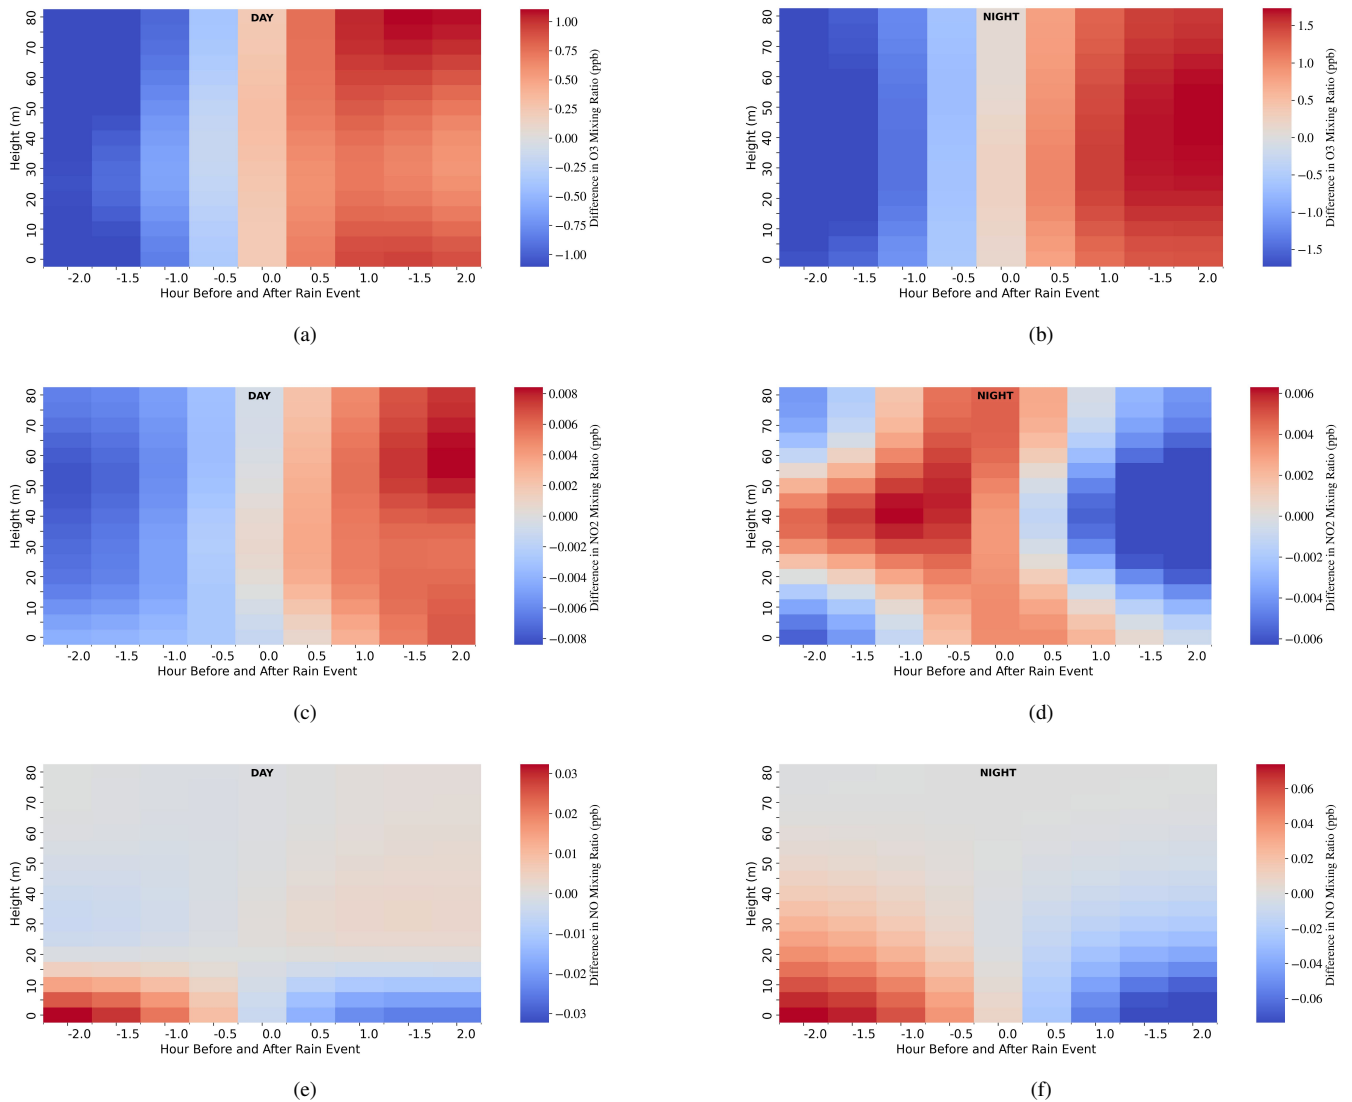 DAY
80
70
60
50
40
30
20
10
0
Height (m)
-2.0 -1.5 -1.0 -0.5 0.0 0.5 1.0 -1.5 2.0
Hour Before and After Rain Event
1.00
0.75
0.50
0.25
0.00
−0.25
−0.50
−0.75
−1.00
Difference in O3 Mixing Ratio (ppb)
(a)
NIGHT
80
70
60
50
40
30
20
10
0
Height (m)
-2.0 -1.5 -1.0 -0.5 0.0 0.5 1.0 -1.5 2.0
Hour Before and After Rain Event
1.5
1.0
0.5
0.0
−0.5
−1.0
−1.5
Difference in O3 Mixing Ratio (ppb)
(b)
DAY
80
70
60
50
40
30
20
10
0
Height (m)
-2.0 -1.5 -1.0 -0.5 0.0 0.5 1.0 -1.5 2.0
Hour Before and After Rain Event
0.008
0.006
0.004
0.002
0.000
−0.002
−0.004
−0.006
−0.008
Difference in NO2 Mixing Ratio (ppb)
(c)
NIGHT
80
70
60
50
40
30
20
10
0
Height (m)
-2.0 -1.5 -1.0 -0.5 0.0 0.5 1.0 -1.5 2.0
Hour Before and After Rain Event
0.006
0.004
0.002
0.000
−0.002
−0.004
−0.006
Difference in NO2 Mixing Ratio (ppb)
(d)
DAY
80
70
60
50
40
30
20
10
0
Height (m)
-2.0 -1.5 -1.0 -0.5 0.0 0.5 1.0 -1.5 2.0
Hour Before and After Rain Event
0.03
0.02
0.01
0.00
−0.01
−0.02
−0.03
Difference in NO Mixing Ratio (ppb)
(e)
NIGHT
80
70
60
50
40
30
20
10
0
Height (m)
-2.0 -1.5 -1.0 -0.5 0.0 0.5 1.0 -1.5 2.0
Hour Before and After Rain Event
0.06
0.04
0.02
0.00
−0.02
−0.04
−0.06
Difference in NO Mixing Ratio (ppb)
(f)